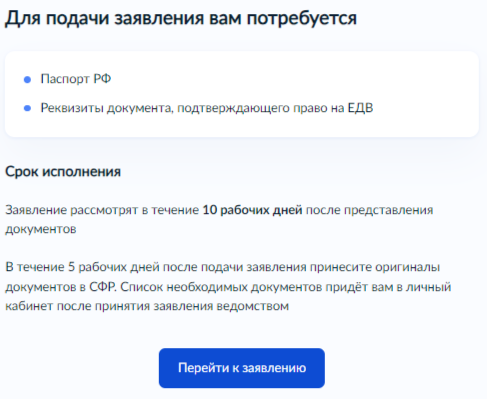 Для подачи заявления вам потребуется
Паспорт РФ
Реквизиты документа, подтверждающего право на ЕДВ
Срок исполнения
Заявление рассмотрят в течение 10 рабочих дней после представления
документов
В течение 5 рабочих дней после подачи заявления принесите оригиналы
документов в СФР. Список необходимых документов придёт вам в личный
кабинет после принятия заявления ведомством
Перейти к заявлению